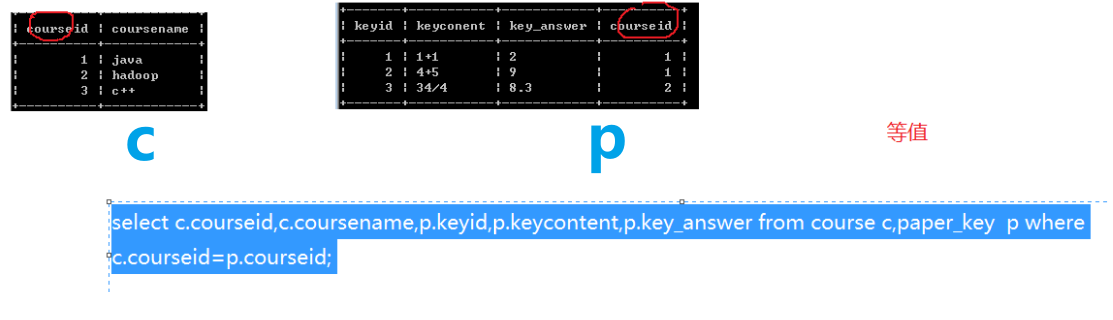 courseid coursename
1 java
2 hadoop
3 c++
keyid keyconent key_answer courseid
1 1+1 2 1
2 4+5 9 1
3 34/4 8.3 2
c
p
等值
select c.courseid,c.coursename,p.keyid,p.keycontent,p.key_answer from course c,paper_key p where
c.courseid=p.courseid;